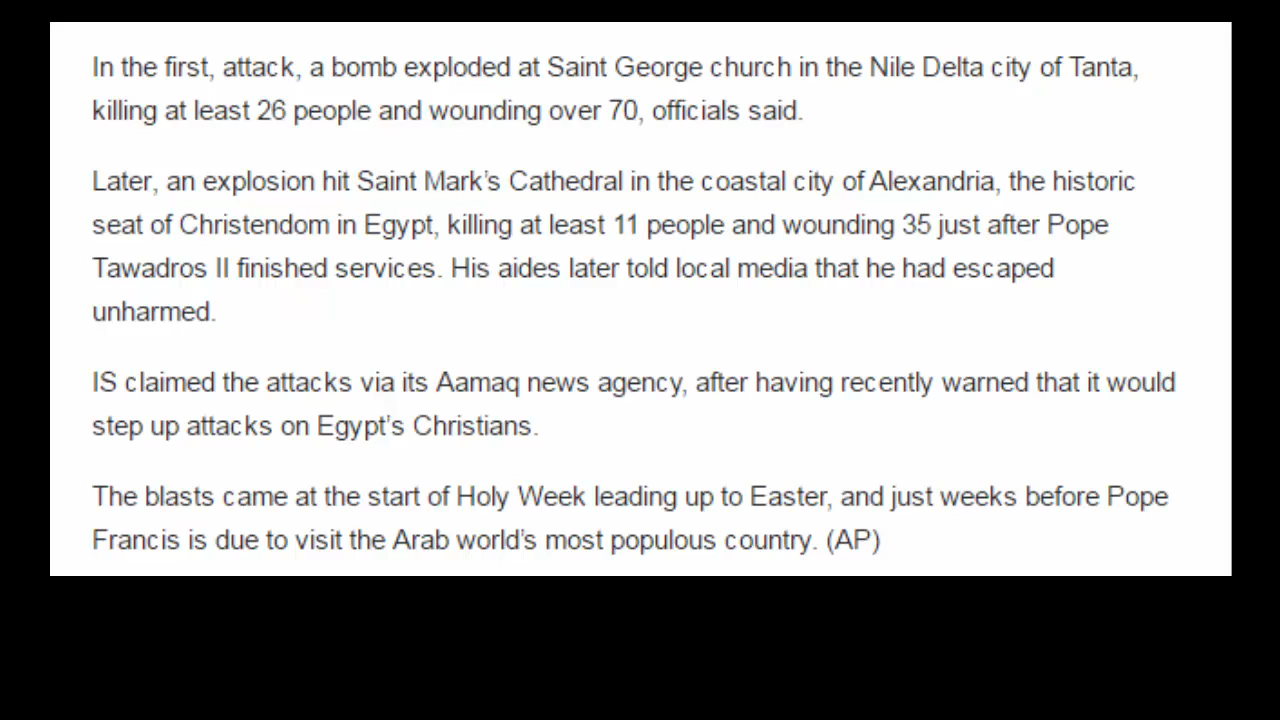 In the first, attack, a bomb exploded at Saint George church in the Nile Delta city of Tanta,
killing at least 26 people and wounding over 70, officials said.
Later, an explosion hit Saint Mark’s Cathedral in the coastal city of Alexandria, the historic
seat of Christendom in Egypt, killing at least 11 people and wounding 35 just after Pope
Tawadros II finished services. His aides later told local media that he had escaped
unharmed.
IS claimed the attacks via its Aamaq news agency, after having recently warned that it would
step up attacks on Egypt’s Christians.
The blasts came at the start of Holy Week leading up to Easter, and just weeks before Pope
Francis is due to visit the Arab world’s most populous country. (AP)